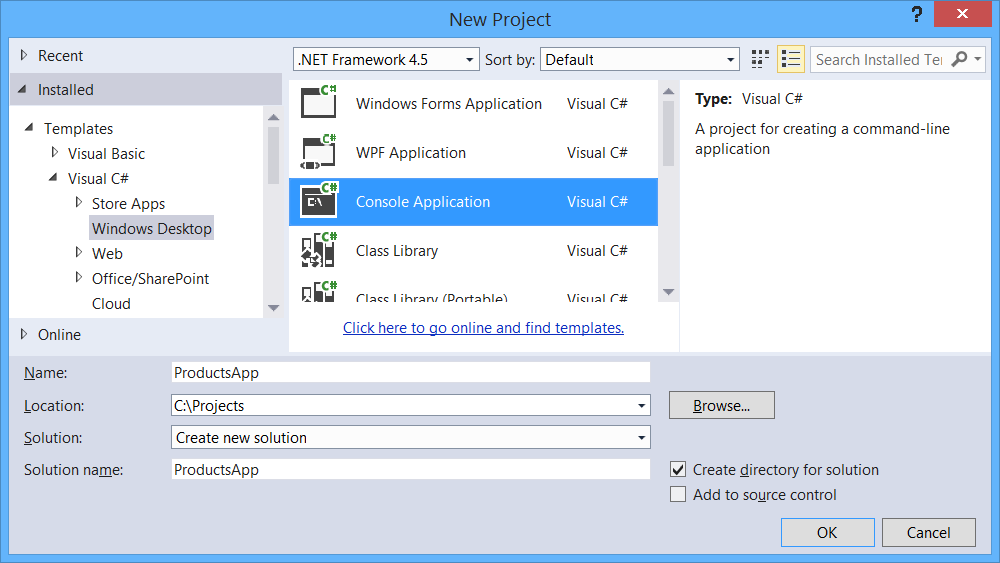 New Project
?
Recent
Installed
Templates
Visual Basic
Visual C#
Store Apps
Windows Desktop
Web
Office/SharePoint
Cloud
Online
.NET Framework 4.5
Sort by:
Default
Search Installed Te
C#
Windows Forms Application Visual C#
C#
WPF Application Visual C#
C#
C:\
Console Application Visual C#
C#
Class Library Visual C#
C#
Class Library (Portable) Visual C#
Click here to go online and find templates.
Type: Visual C#
A project for creating a command-line
application
Name: ProductsApp
Location: C:\Projects
Browse...
Solution: Create new solution
Solution name: ProductsApp
Create directory for solution
Add to source control
OK
Cancel